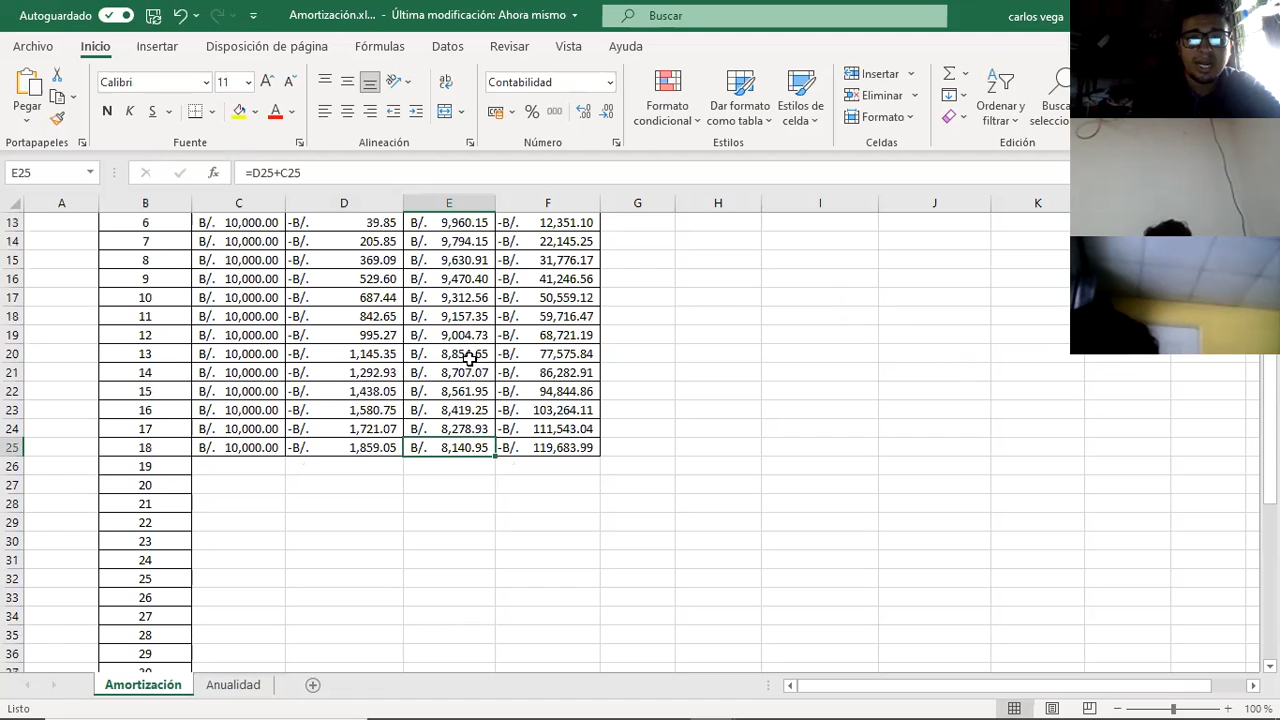 Autoguardado Amortización.xl... - Última modificación: Ahora mismo Buscar carlos vega
Archivo Inicio Insertar Disposición de página Fórmulas Datos Revisar Vista Ayuda
Pegar Calibri 11 N K S Contabilidad % 000 Formato condicional Dar formato como tabla Estilos de celda Insertar Eliminar Formato Ordenar y filtrar
Portapapeles Fuente Alineación Número Estilos Celdas Edición
E25 =D25+C25
A B C D E F G H I J K
13 6 B/. 10,000.00 -B/. 39.85 B/. 9,960.15 -B/. 12,351.10
14 7 B/. 10,000.00 -B/. 205.85 B/. 9,794.15 -B/. 22,145.25
15 8 B/. 10,000.00 -B/. 369.09 B/. 9,630.91 -B/. 31,776.17
16 9 B/. 10,000.00 -B/. 529.60 B/. 9,470.40 -B/. 41,246.56
17 10 B/. 10,000.00 -B/. 687.44 B/. 9,312.56 -B/. 50,559.12
18 11 B/. 10,000.00 -B/. 842.65 B/. 9,157.35 -B/. 59,716.47
19 12 B/. 10,000.00 -B/. 995.27 B/. 9,004.73 -B/. 68,721.19
20 13 B/. 10,000.00 -B/. 1,145.35 B/. -B/. 77,575.84
21 14 B/. 10,000.00 -B/. 1,292.93 B/. 8,707.07 -B/. 86,282.91
22 15 B/. 10,000.00 -B/. 1,438.05 B/. 8,561.95 -B/. 94,844.86
23 16 B/. 10,000.00 -B/. 1,580.75 B/. 8,419.25 -B/. 103,264.11
24 17 B/. 10,000.00 -B/. 1,721.07 B/. 8,278.93 -B/. 111,543.04
25 18 B/. 10,000.00 -B/. 1,859.05 B/. 8,140.95 -B/. 119,683.99
26 19
27 20
28 21
29 22
30 23
31 24
32 25
33 26
34 27
35 28
36 29
Amortización Anualidad
Listo 100 %